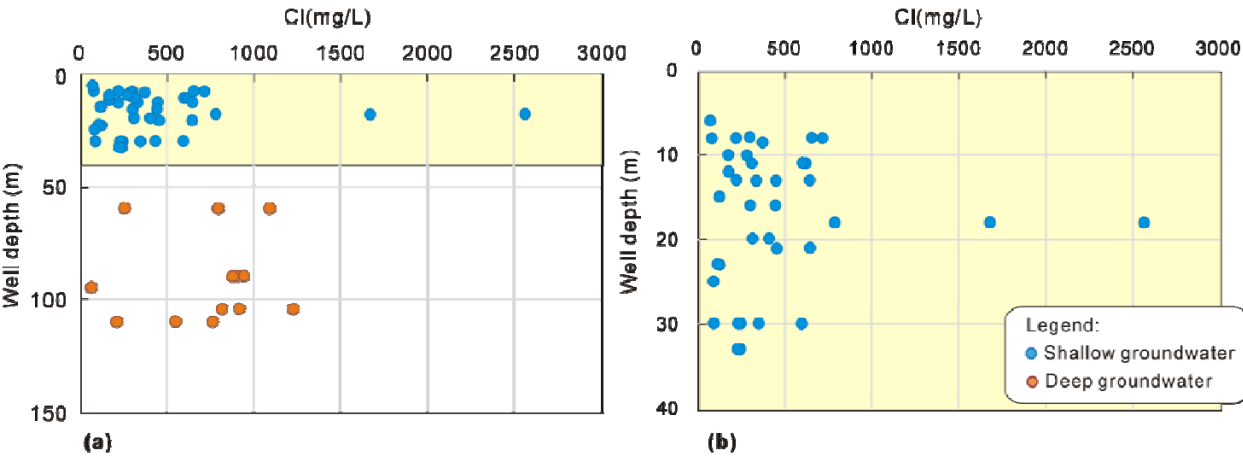 Cl(mg/L)
0 500 1000 1500 2000 2500 3000
0
50
100
150
Well depth (m)
(a)
Cl(mg/L)
0 500 1000 1500 2000 2500 3000
0
10
20
30
40
Well depth (m)
Legend:
Shallow groundwater
Deep groundwater
(b)